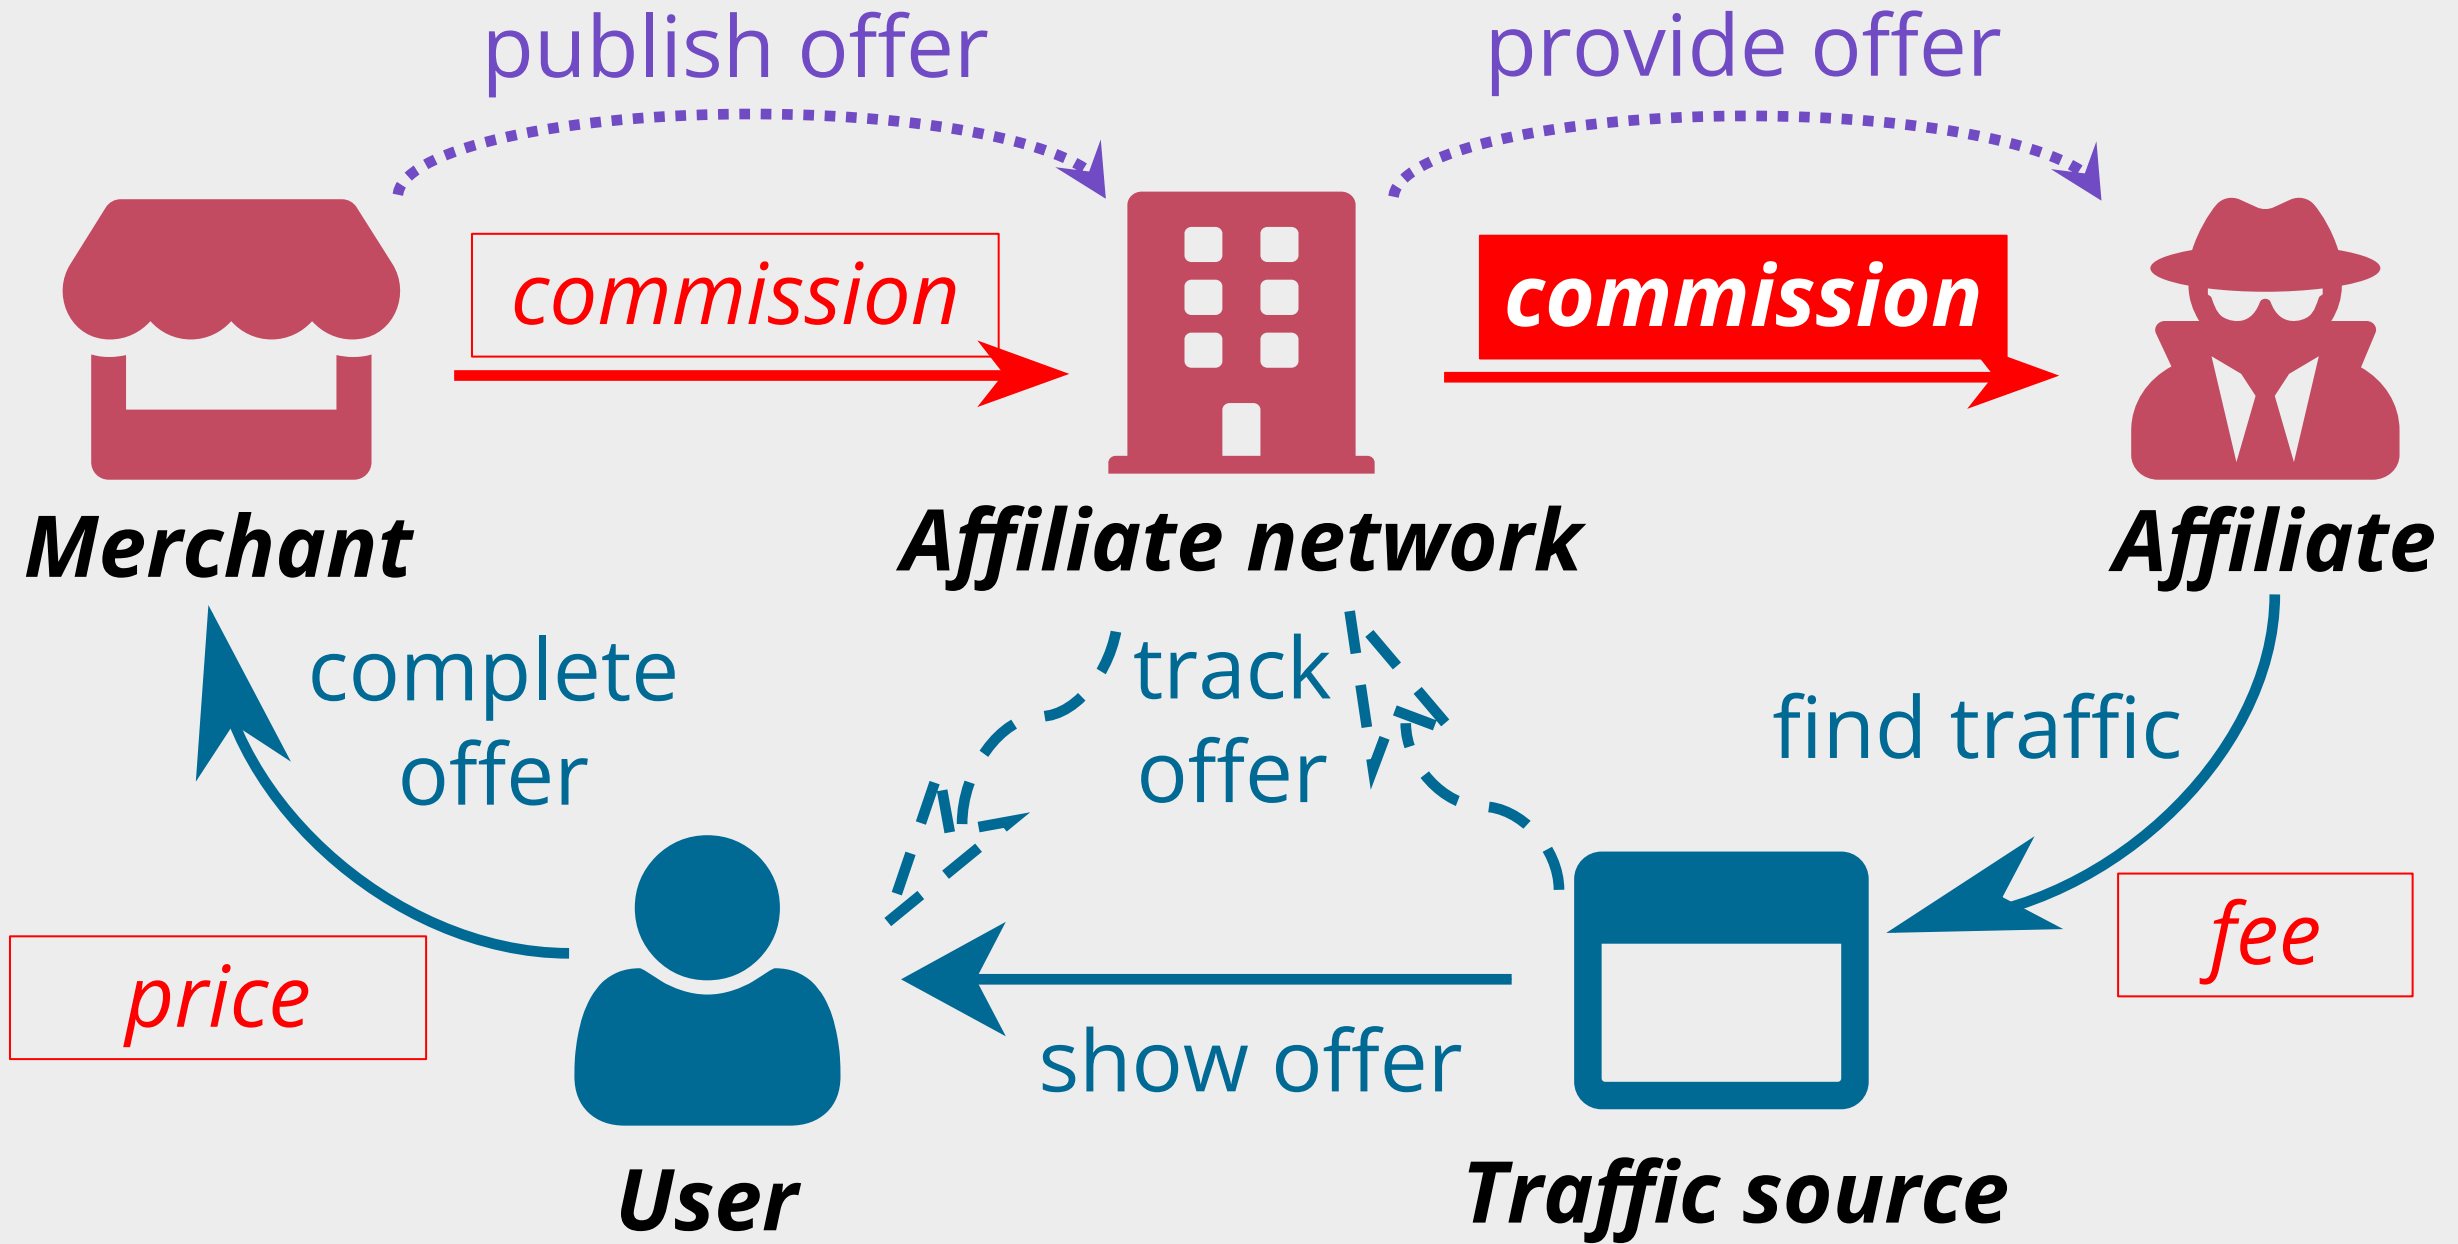 publish offer
provide offer
commission
commission
Merchant
Affiliate network
Affiliate
complete
offer
track
offer
find traffic
price
fee
show offer
User
Traffic source